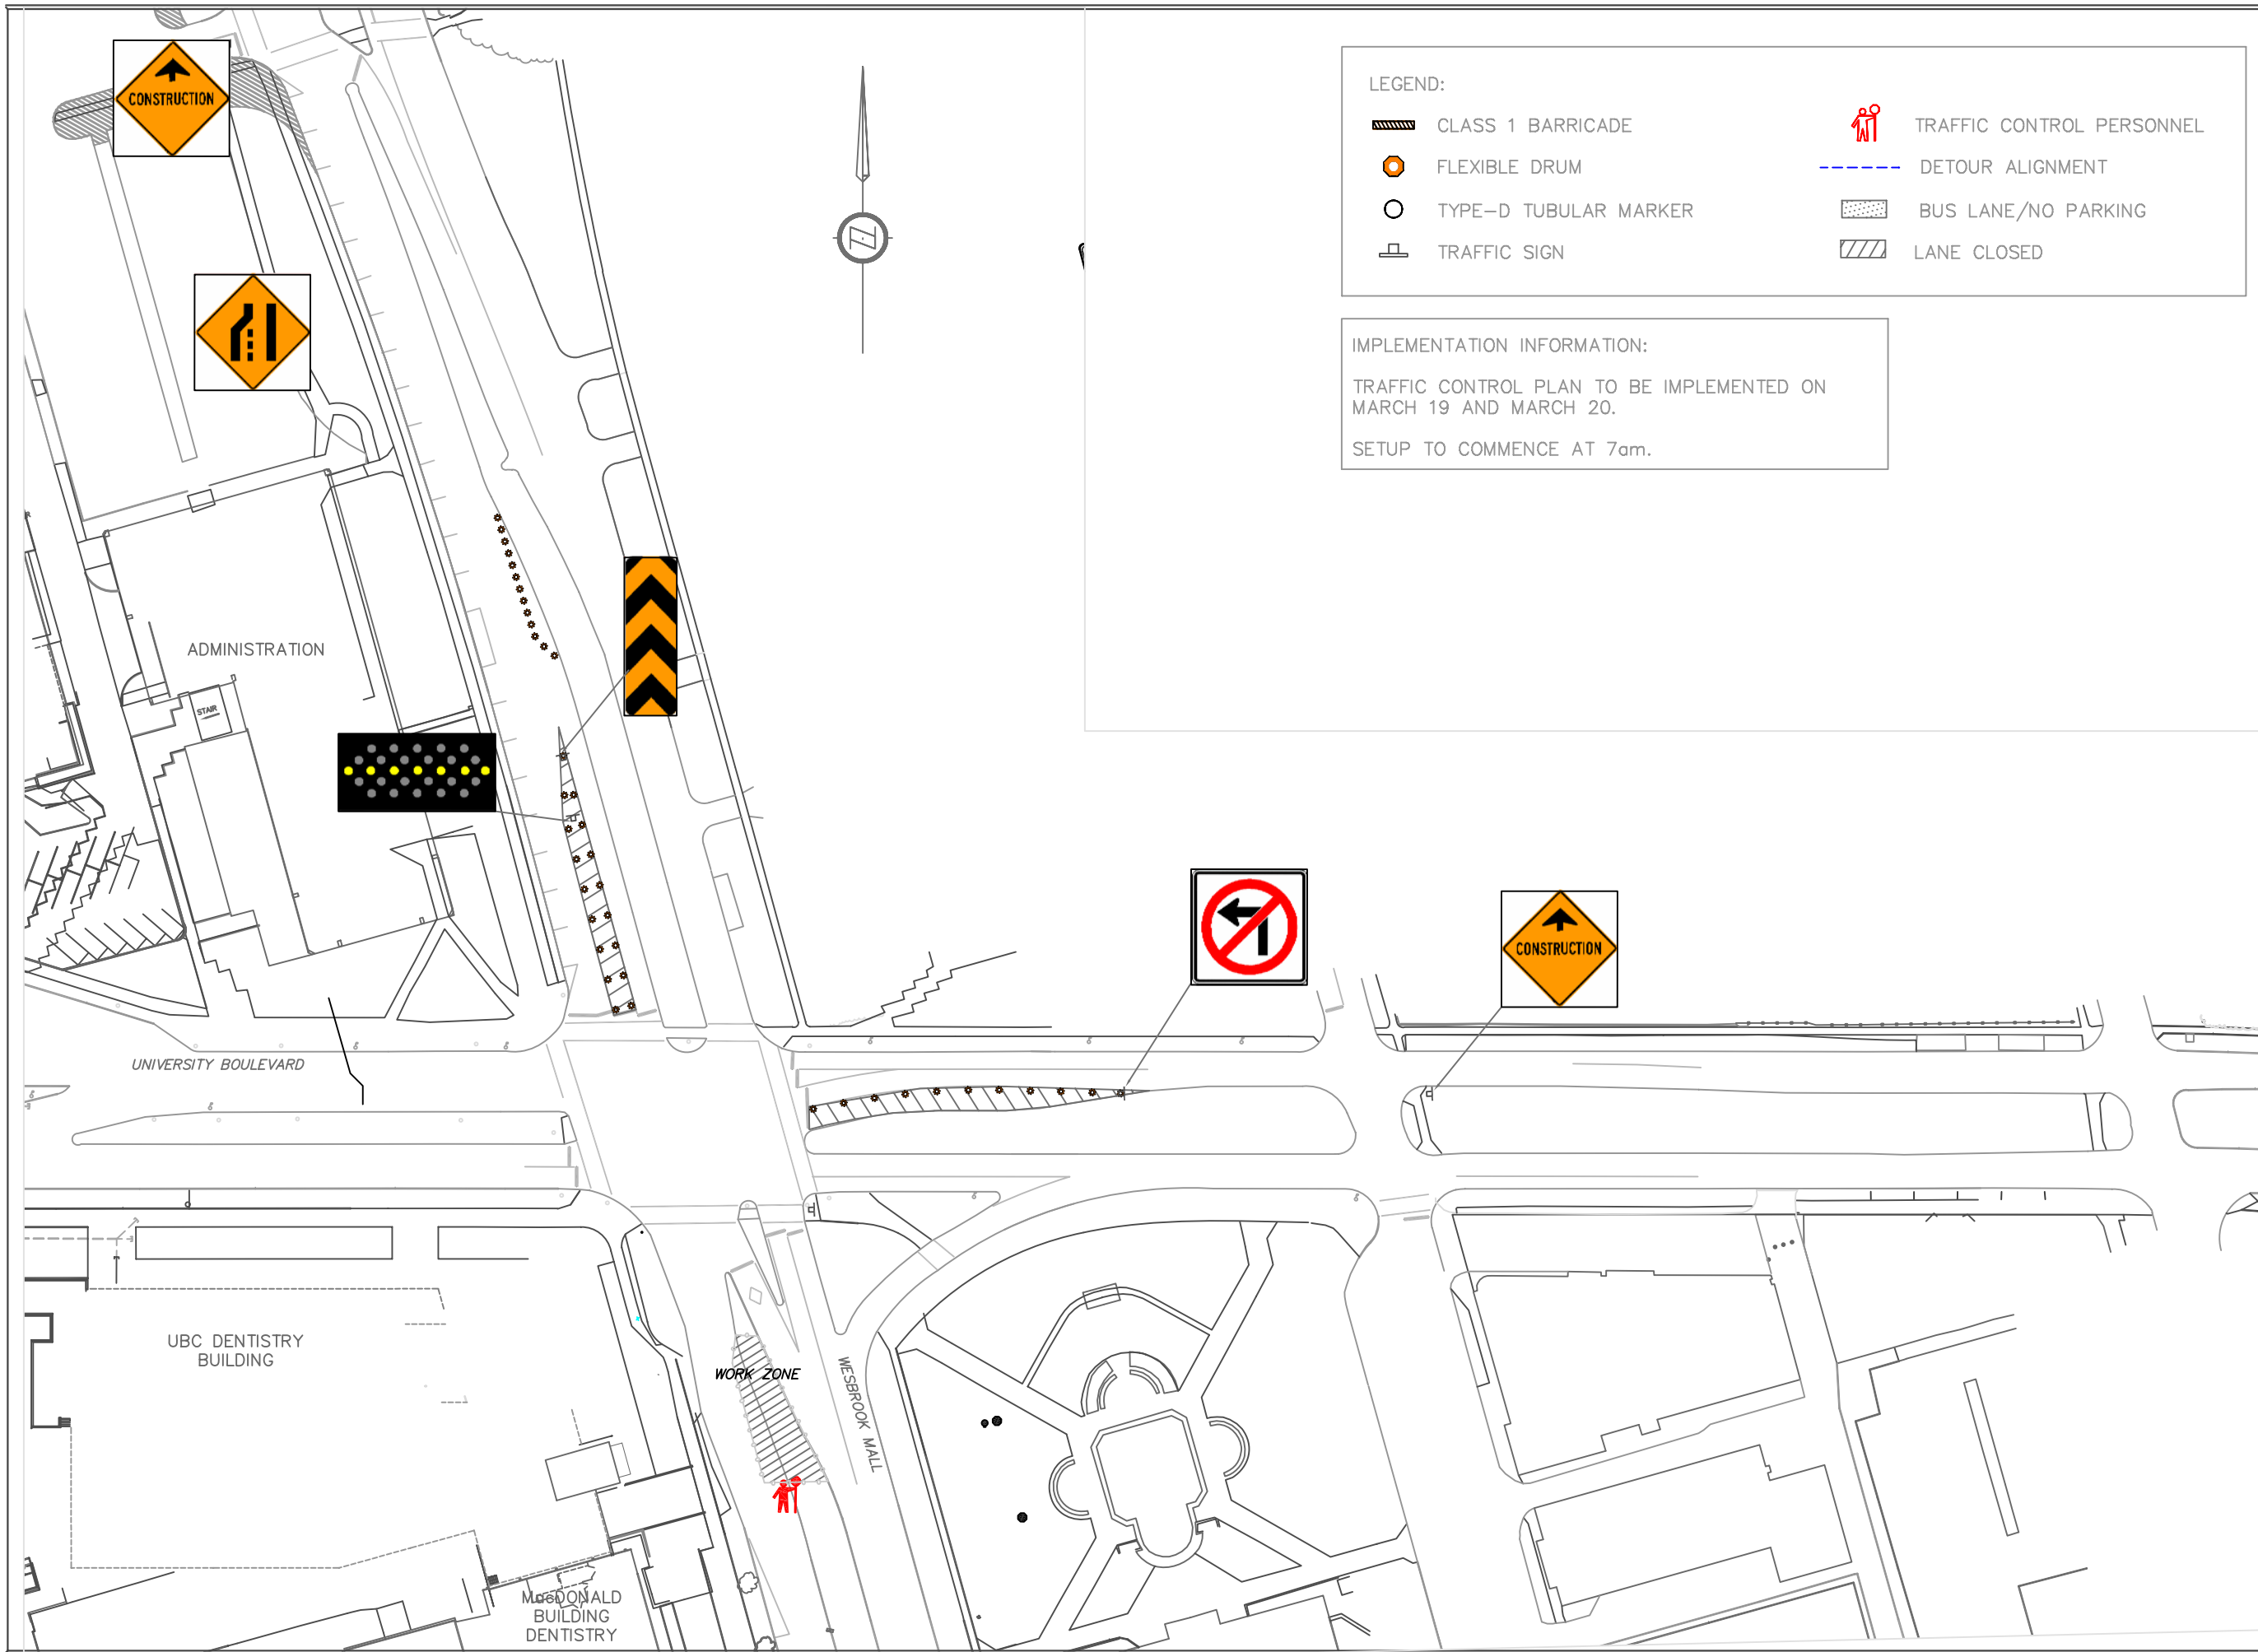 CONSTRUCTION
LEGEND:
CLASS 1 BARRICADE
FLEXIBLE DRUM
TYPE-D TUBULAR MARKER
TRAFFIC SIGN
TRAFFIC CONTROL PERSONNEL
DETOUR ALIGNMENT
BUS LANE/NO PARKING
LANE CLOSED
IMPLEMENTATION INFORMATION:
TRAFFIC CONTROL PLAN TO BE IMPLEMENTED ON
MARCH 19 AND MARCH 20.
SETUP TO COMMENCE AT 7am.
ADMINISTRATION
STAIR
CONSTRUCTION
UNIVERSITY BOULEVARD
UBC DENTISTRY
BUILDING
WORK ZONE
WESBROOK MALL
MacDONALD
BUILDING
DENTISTRY